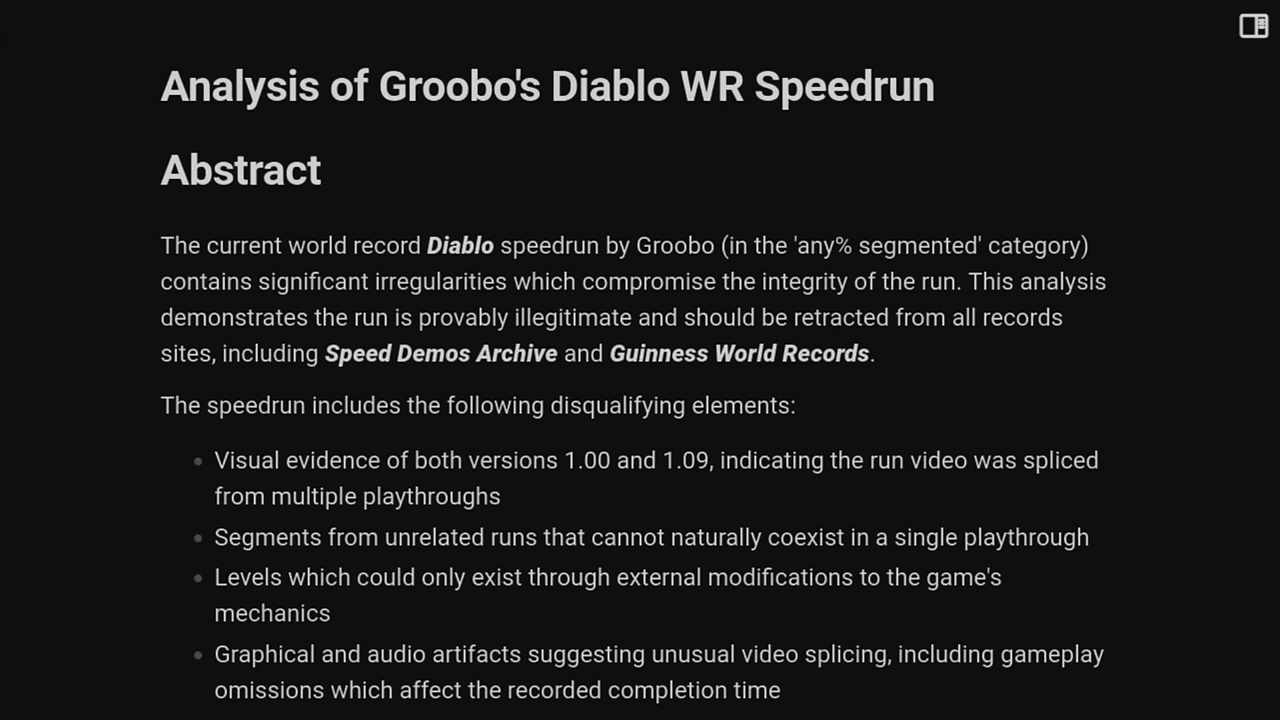 Analysis of Groobo's Diablo WR Speedrun
Abstract
The current world record Diablo speedrun by Groobo (in the 'any% segmented' category)
contains significant irregularities which compromise the integrity of the run. This analysis
demonstrates the run is provably illegitimate and should be retracted from all records
sites, including Speed Demos Archive and Guinness World Records.
The speedrun includes the following disqualifying elements:
Visual evidence of both versions 1.00 and 1.09, indicating the run video was spliced
from multiple playthroughs
Segments from unrelated runs that cannot naturally coexist in a single playthrough
Levels which could only exist through external modifications to the game's
mechanics
Graphical and audio artifacts suggesting unusual video splicing, including gameplay
omissions which affect the recorded completion time